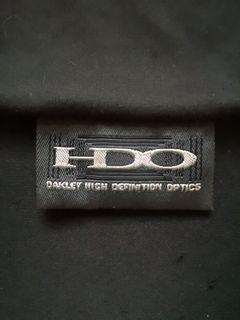 HDO
OAKLEY HIGH DEFINITION OPTICS